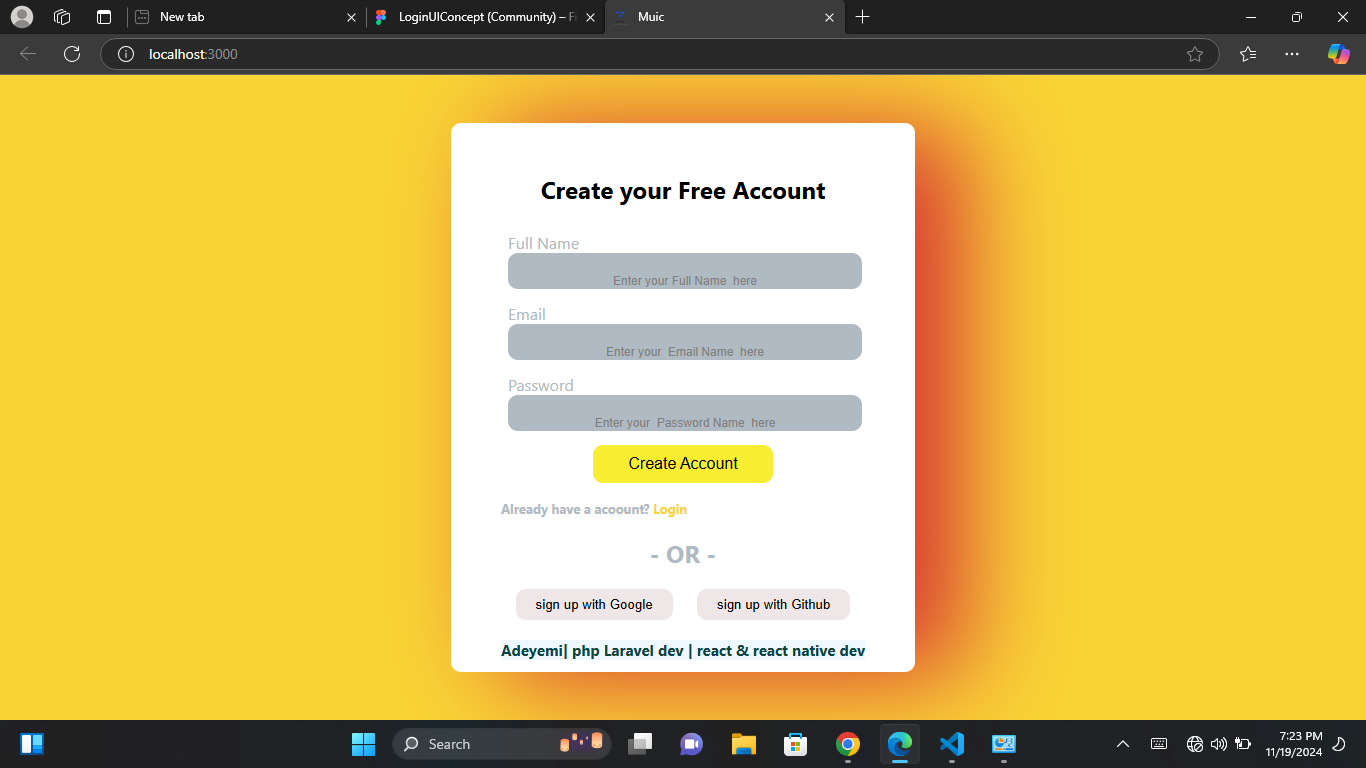 New tab
LoginUIConcept (Community) – Fi
Muic
localhost:3000
Create your Free Account
Full Name
Enter your Full Name  here
Email
Enter your  Email Name  here
Password
Enter your  Password Name  here
Create Account
Already have a acoount? Login
- OR -
sign up with Google
sign up with Github
Adeyemi| php Laravel dev | react & react native dev
Search
7:23 PM
11/19/2024